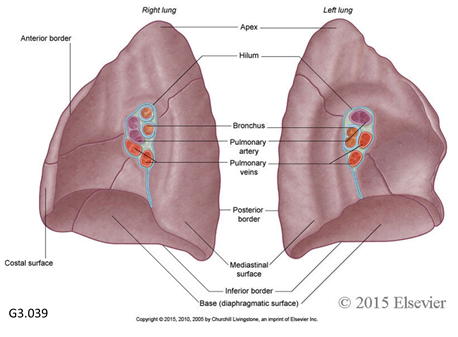 Right lung
Left lung
Anterior border
Apex
Hilum
Bronchus
Pulmonary
artery
Pulmonary
veins
Posterior
border
Costal surface
Mediastinal
surface
Inferior border
Base (diaphragmatic surface)
© 2015 Elsevier
G3.039
Copyright © 2015, 2010, 2005 by Churchill Livingstone, an imprint of Elsevier Inc.